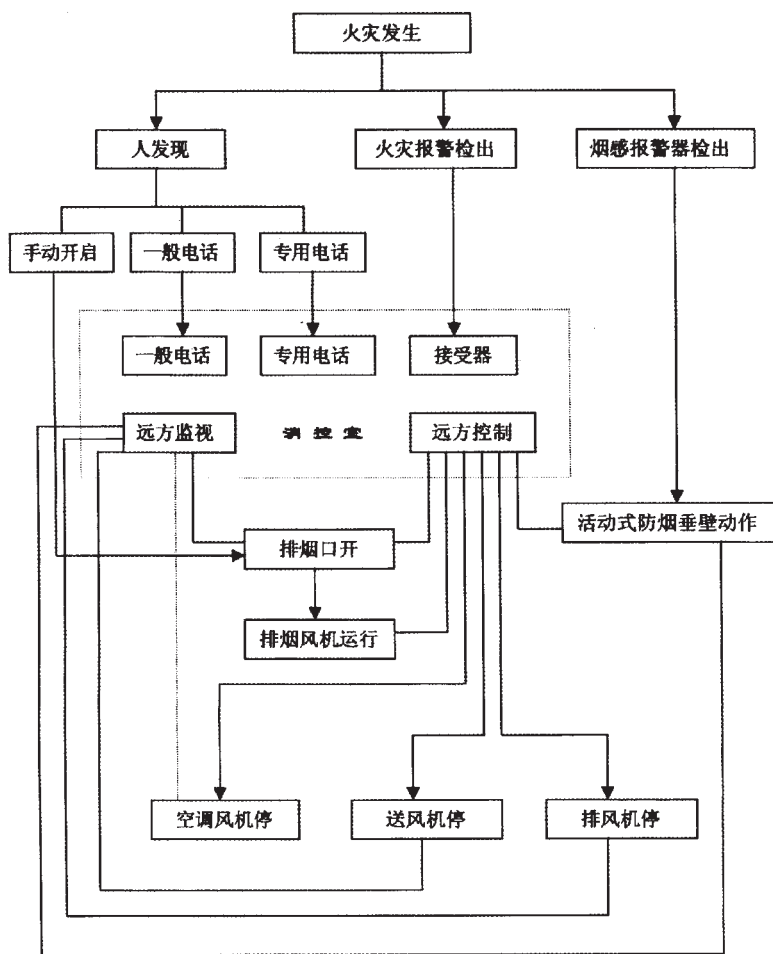 火灾发生
人发现
火灾报警检出
烟感报警器检出
手动开启
一般电话
专用电话
一般电话
专用电话
接受器
远方监视
消控室
远方控制
活动式防烟垂壁动作
排烟口开
排烟风机运行
空调风机停
送风机停
排风机停